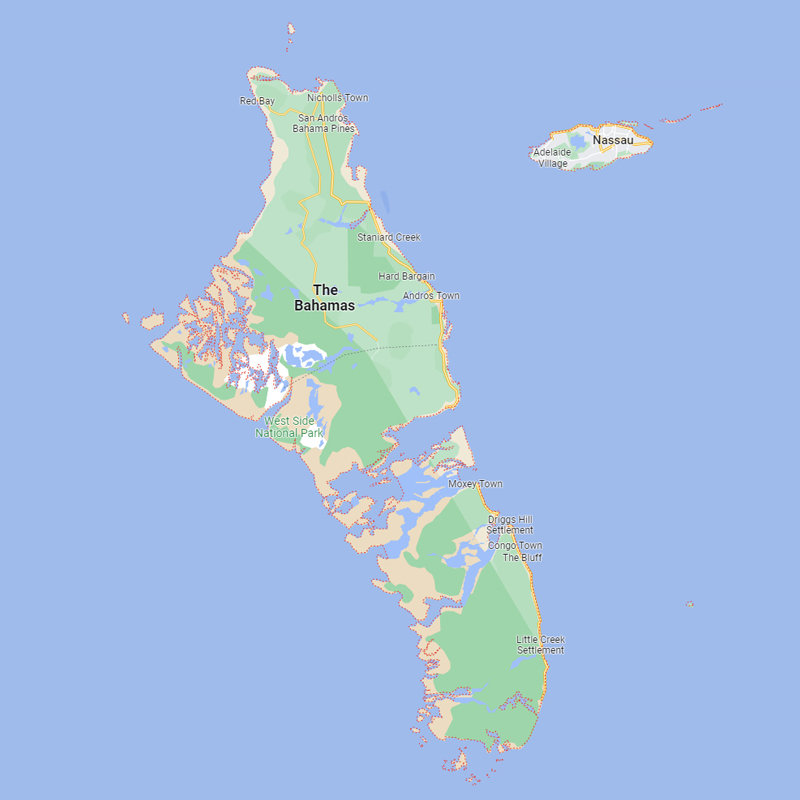 Red Bay
Nicholls Town
San Andros
Bahama Pines
Nassau
Adelaide
Village
Staniard Creek
Hard Bargain
Andros Town
The
Bahamas
West Side
National Park
Moxey Town
Driggs Hill
Settlement
Congo Town
The Bluff
Little Creek
Settlement